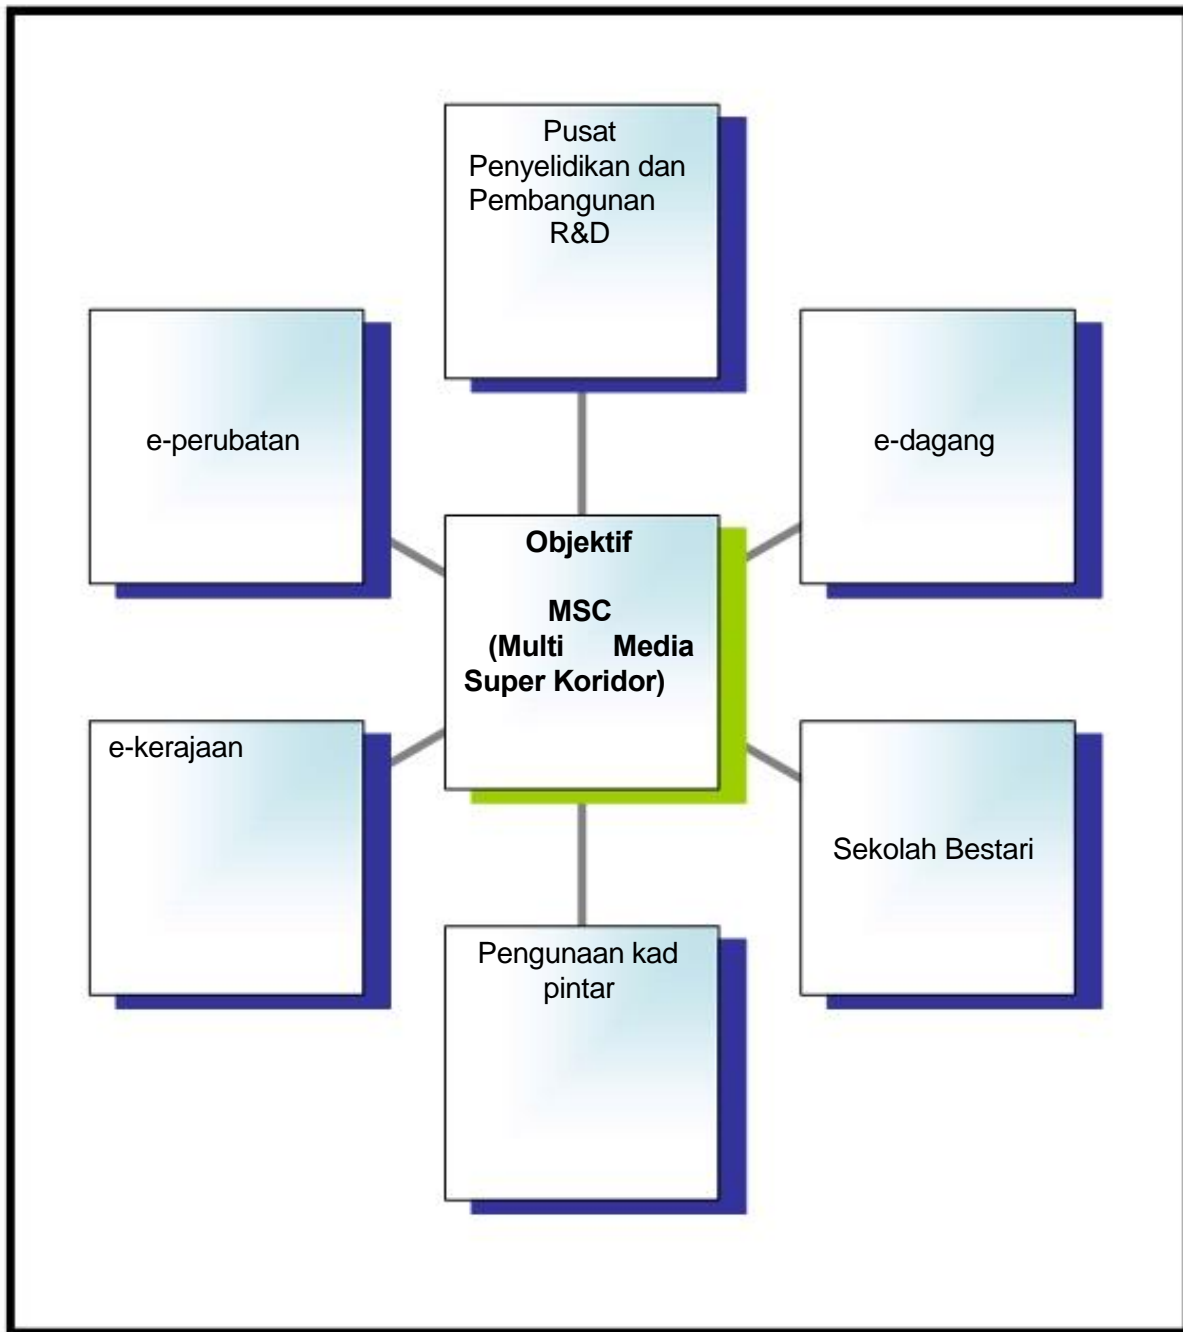 Pusat
Penyelidikan dan
Pembangunan
R&D
e-perubatan
e-dagang
Objektif
MSC
(Multi Media
Super Koridor)
e-kerajaan
Sekolah Bestari
Pengunaan kad
pintar